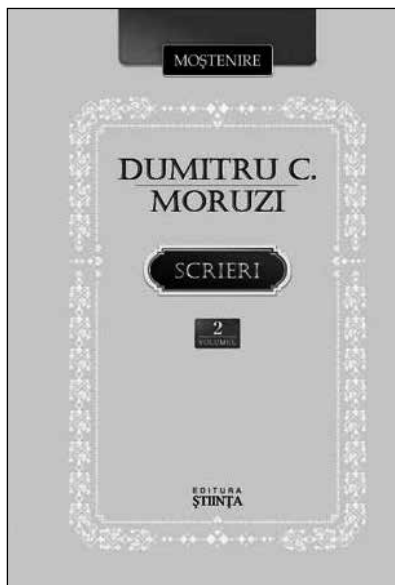 MOȘTENIRE
DUMITRU C.
MORUZI
SCRIERI
2
VOLUMUL
EDITURA
ȘTIINȚA